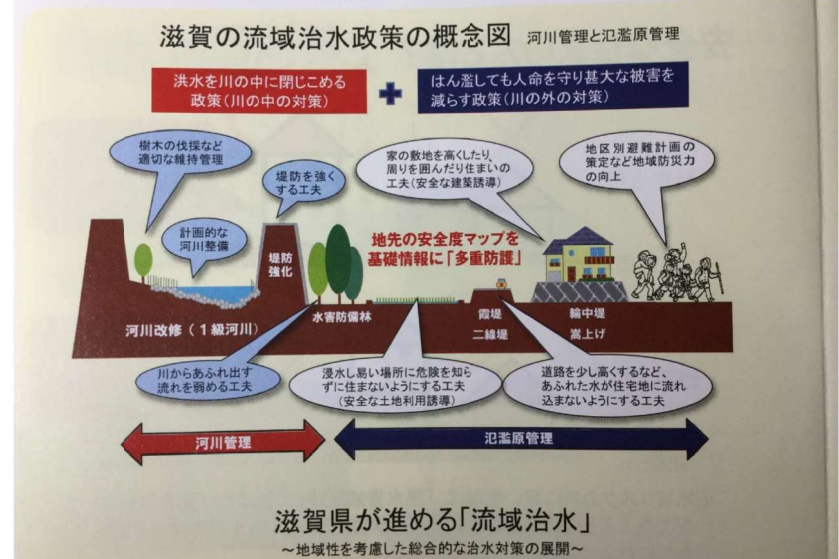 滋賀の流域治水政策の概念図 河川管理と氾濫原管理
洪水を川の中に閉じこめる
政策(川の中の対策)
+
はん濫しても人命を守り甚大な被害を
減らす政策(川の外の対策)
樹木の伐採など
適切な維持管理
堤防を強く
する工夫
家の敷地を高くしたり、
周りを囲んだり住まいの
工夫(安全な建築誘導)
地区別避難計画の
策定など地域防災力
の向上
計画的な
河川整備
堤防
強化
地先の安全度マップを
基礎情報に「多重防護」
河川改修(1級河川)
水害防備林
霞堤
二線堤
輪中堤
嵩上げ
川からあふれ出す
流れを弱める工夫
浸水し易い場所に危険を知ら
ずに住まないようにする工夫
(安全な土地利用誘導)
道路を少し高くするなど、
あふれた水が住宅地に流れ
込まないようにする工夫
河川管理
氾濫原管理
滋賀県が進める「流域治水」
〜地域性を考慮した総合的な治水対策の展開〜